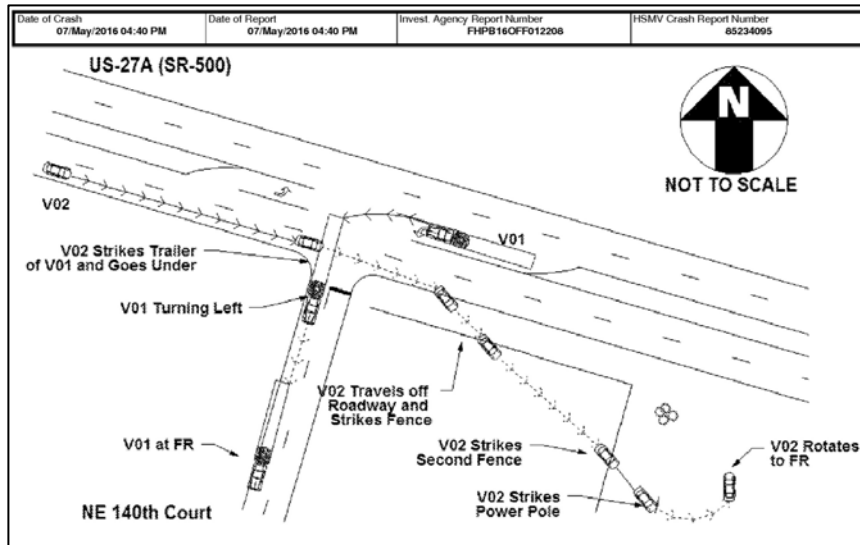 Date of Crash
07/May/2016 04:40 PM
Date of Report
07/May/2016 04:40 PM
Invest. Agency Report Number
FHPB16OFF012208
HSMV Crash Report Number
85234095
US-27A (SR-500)
N
NOT TO SCALE
V02
V01
V02 Strikes Trailer
of V01 and Goes Under
V01 Turning Left
V02 Travels off
Roadway and
Strikes Fence
V01 at FR
V02 Strikes
Second Fence
V02 Rotates
to FR
V02 Strikes
Power Pole
NE 140th Court